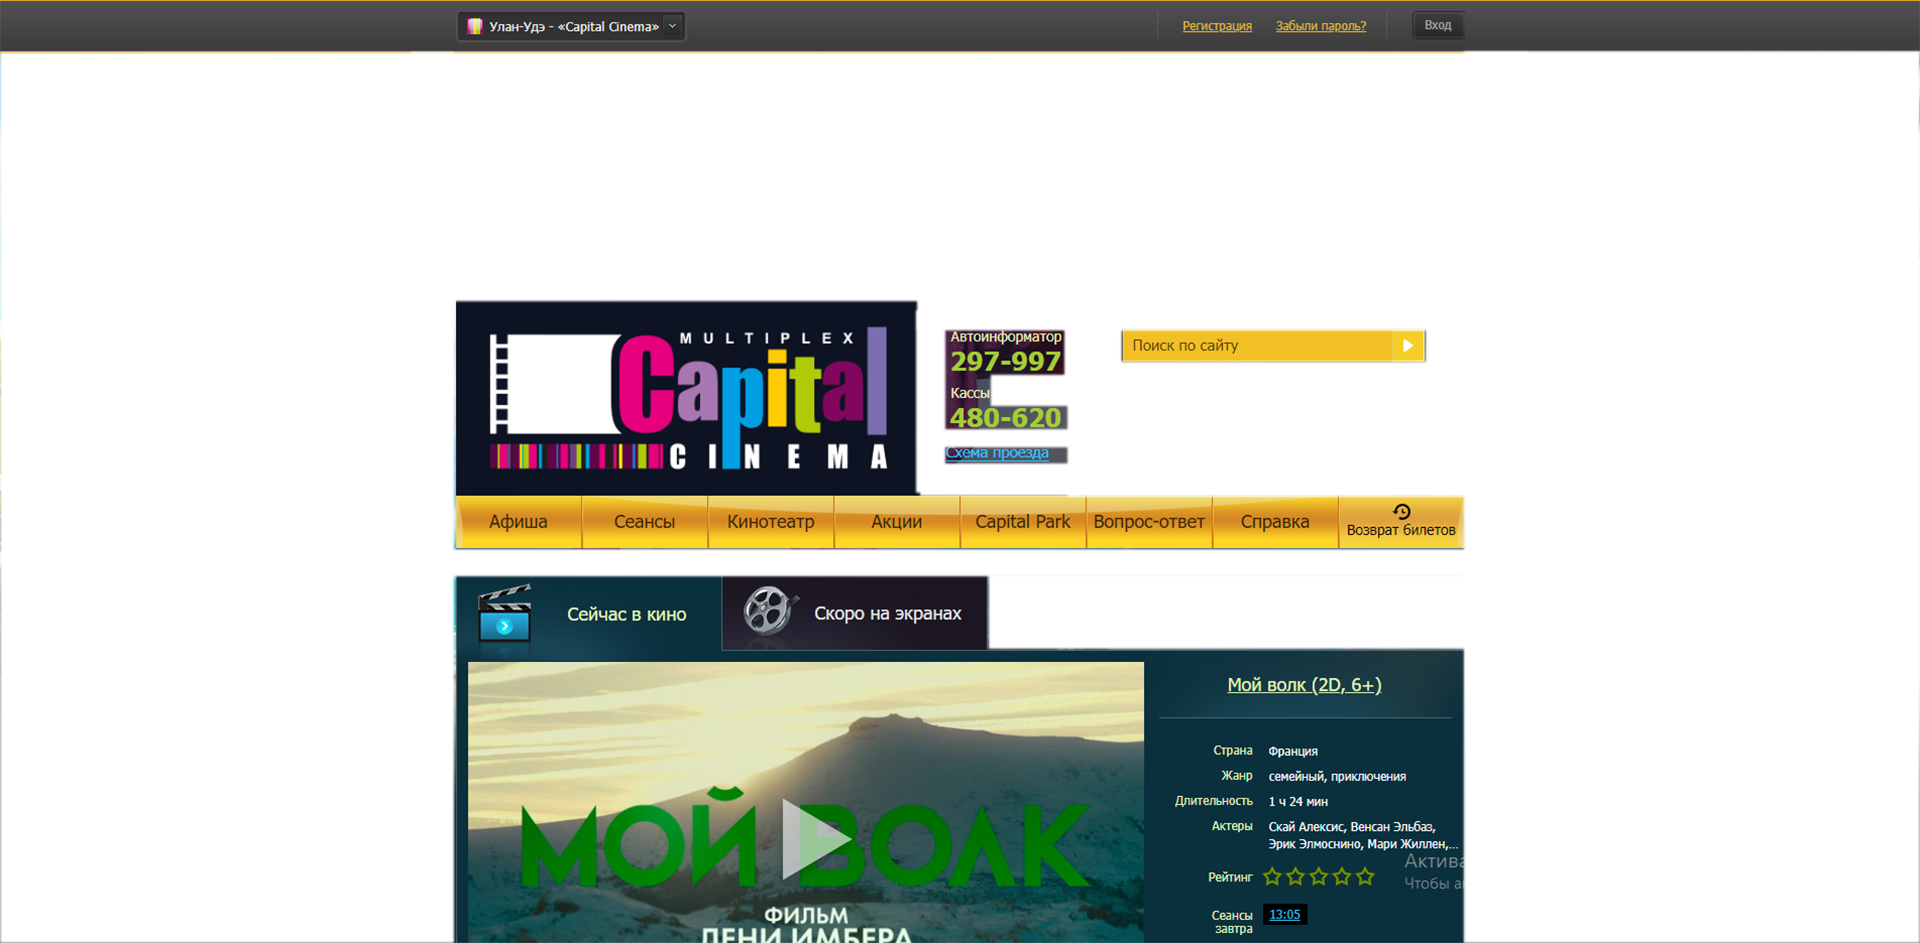 Улан-Удэ - «Capital Cinema»
Регистрация
Забыли пароль?
Вход
MULTIPLEX
Capital
CINEMA
Автоинформатор
297-997
Кассы
480-620
Схема проезда
Поиск по сайту
Афиша
Сеансы
Кинотеатр
Акции
Capital Park
Вопрос-ответ
Справка
Возврат билетов
Сейчас в кино
Скоро на экранах
МОЙ ВОЛК
ФИЛЬМ
ЛЕНИ ИМБЕРА
Мой волк (2D, 6+)
Страна Франция
Жанр семейный, приключения
Длительность 1 ч 24 мин
Актеры Скай Алексис, Венсан Эльбаз,
Эрик Элмоснино, Мари Жиллен,...
Актива
Рейтинг
Чтобы а
Сеансы 13:05
завтра